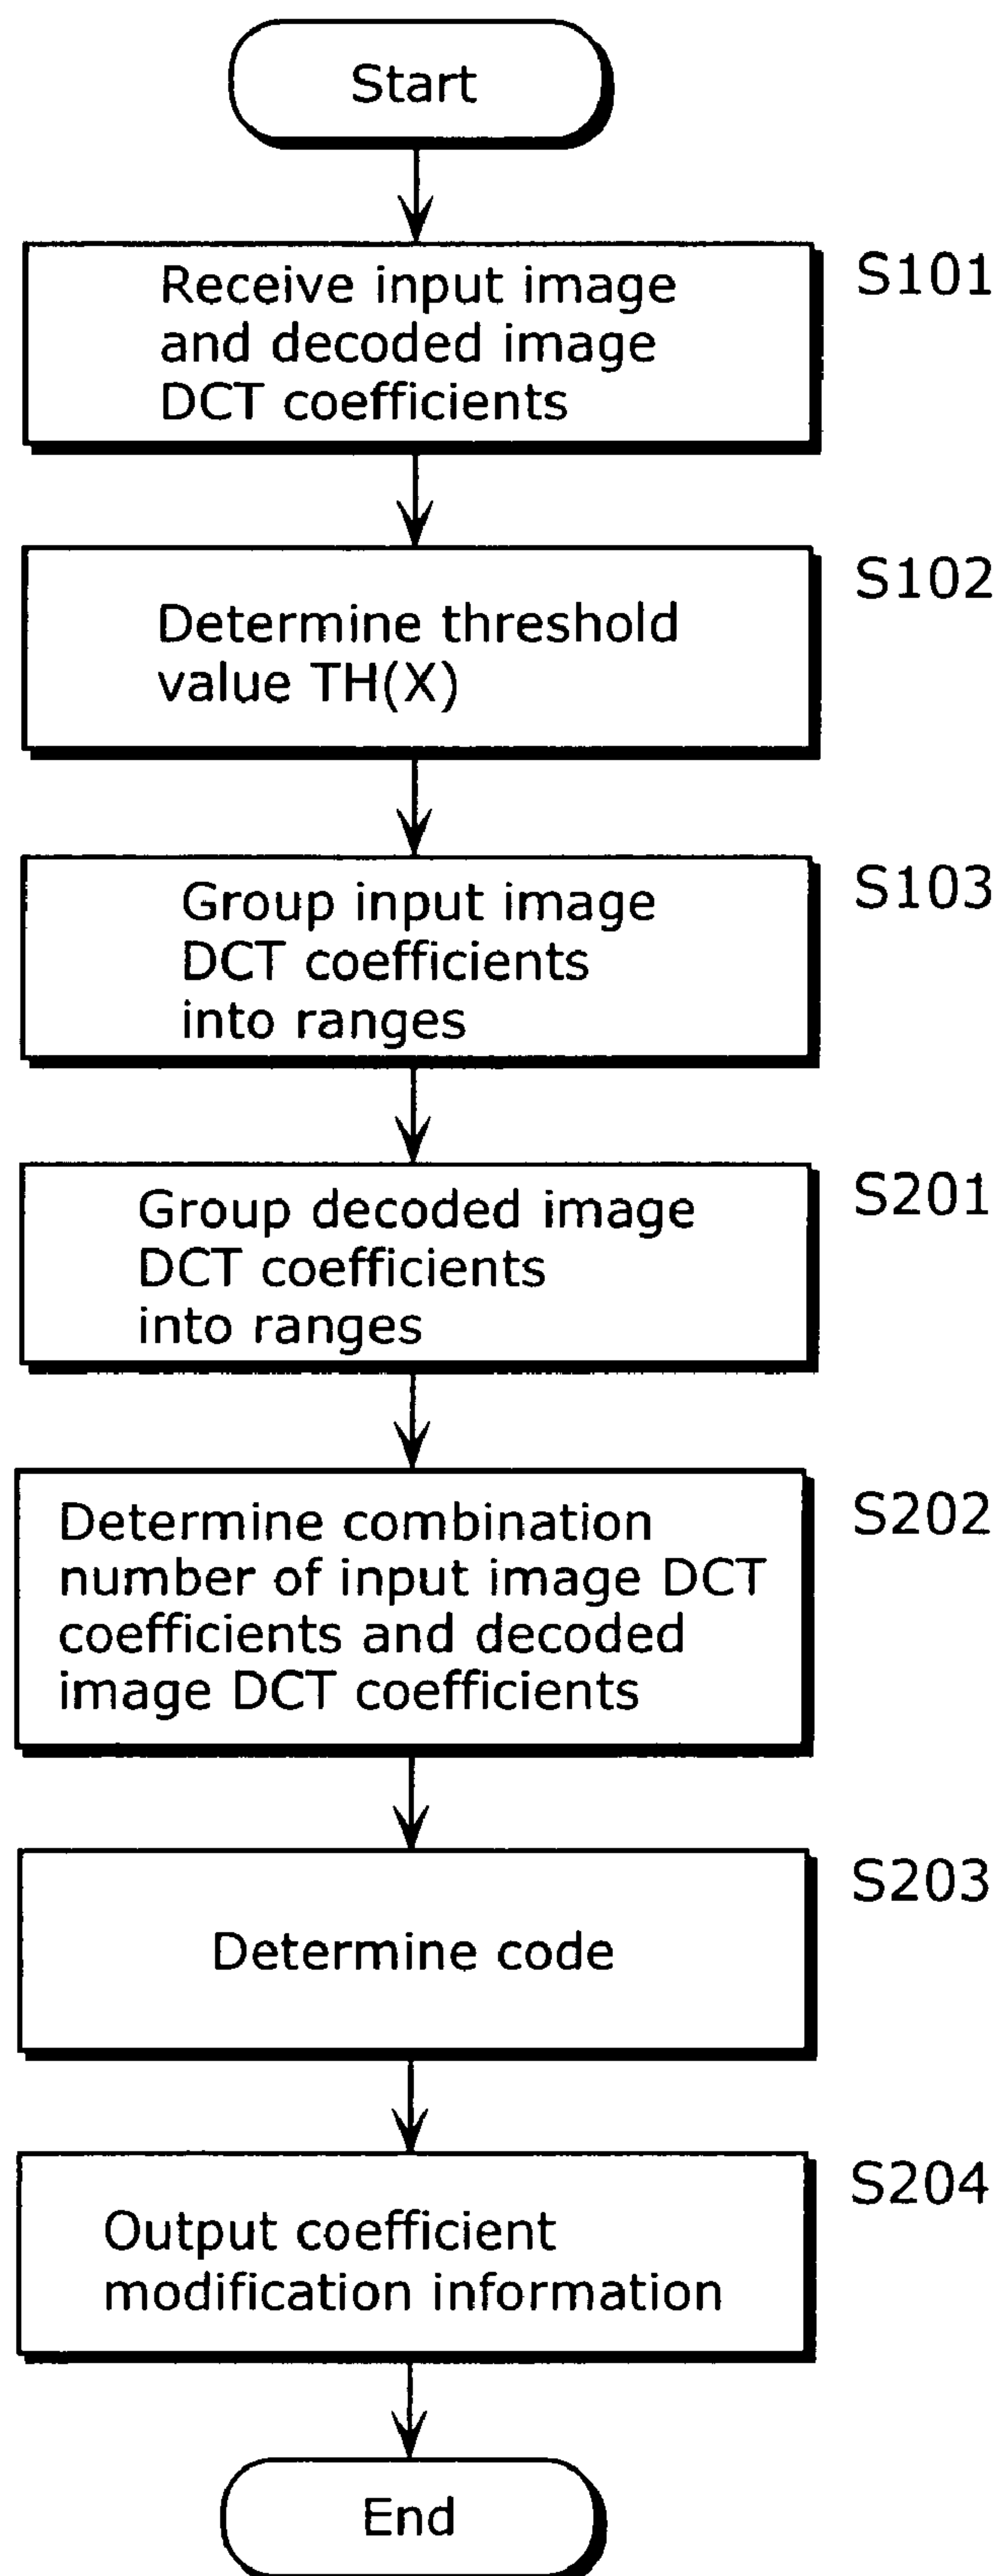 Start
Receive input image
and decoded image
DCT coefficients
S101
Determine threshold
value TH(X)
S102
Group input image
DCT coefficients
into ranges
S103
Group decoded image
DCT coefficients
into ranges
S201
Determine combination
number of input image DCT
coefficients and decoded
image DCT coefficients
S202
Determine code
S203
Output coefficient
modification information
S204
End